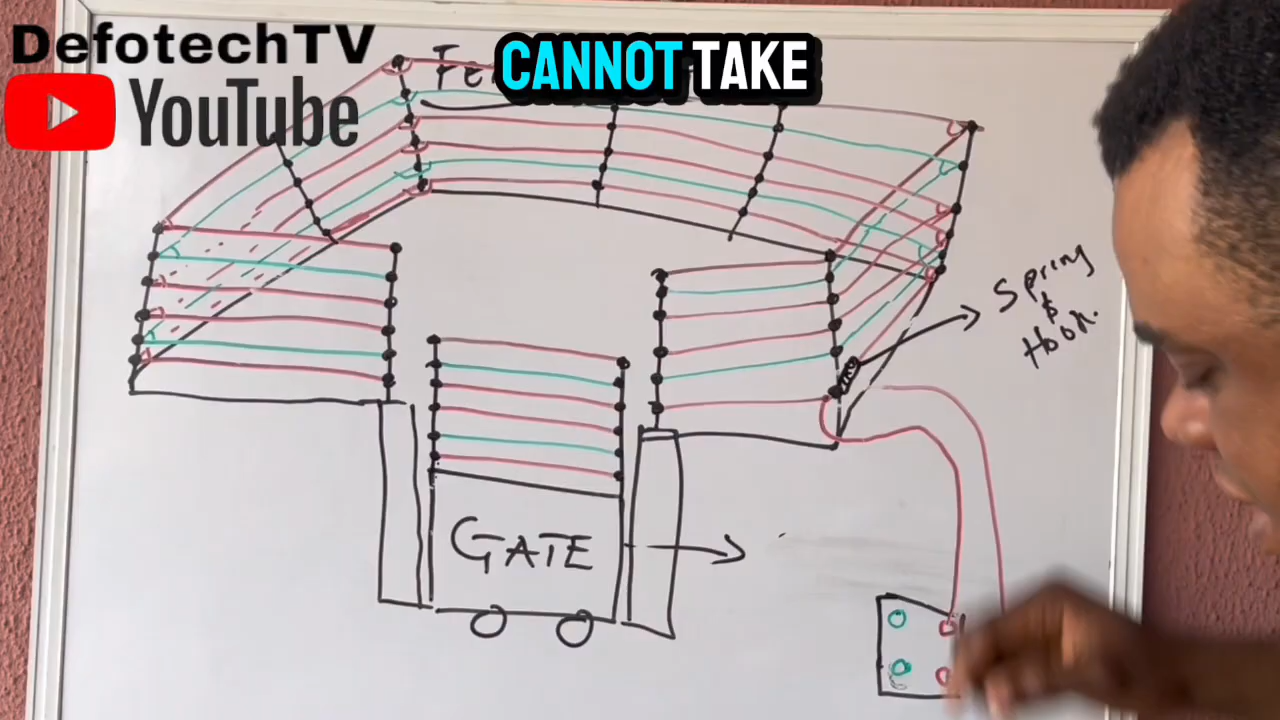 DefotechTV
YouTube
CANNOT TAKE
Spring
&
Hook.
GATE